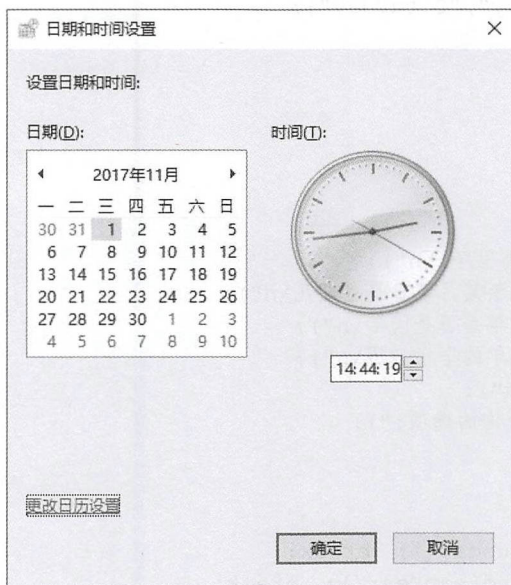 日期和时间设置
设置日期和时间:
日期(D):
时间(T):
2017年11月
一 二 三 四 五 六 日
30 31 1 2 3 4 5
6 7 8 9 10 11 12
13 14 15 16 17 18 19
20 21 22 23 24 25 26
27 28 29 30 1 2 3
4 5 6 7 8 9 10
14:44:19
更改日历设置
确定
取消